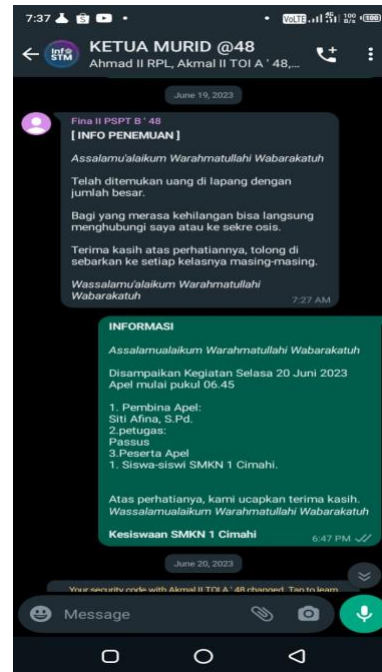 7:37
VoLTE
100
Info STM
KETUA MURID @48
Ahmad II RPL, Akmal II TOI A ' 48,...
June 19, 2023
Fina II PSPT B ' 48
[ INFO PENEMUAN ]
Assalamu'alaikum Warahmatullahi Wabarakatuh
Telah ditemukan uang di lapang dengan
jumlah besar.
Bagi yang merasa kehilangan bisa langsung
menghubungi saya atau ke sekre osis.
Terima kasih atas perhatiannya, tolong di
sebarkan ke setiap kelasnya masing-masing.
Wassalamu'alaikum Warahmatullahi
Wabarakatuh
7:27 AM
INFORMASI
Assalamualaikum Warahmatullahi Wabarakatuh
Disampaikan Kegiatan Selasa 20 Juni 2023
Apel mulai pukul 06.45
1. Pembina Apel:
Siti Afina, S.Pd.
2.petugas:
Passus
3.Peserta Apel
1. Siswa-siswi SMKN 1 Cimahi.
Atas perhatianya, kami ucapkan terima kasih.
Wassalamualaikum Warahmatullahi Wabarakatuh
Kesiswaan SMKN 1 Cimahi
6:47 PM
June 20, 2023
Your security code with Akmal II TOI A ' 48 changed. Tap to learn
Message